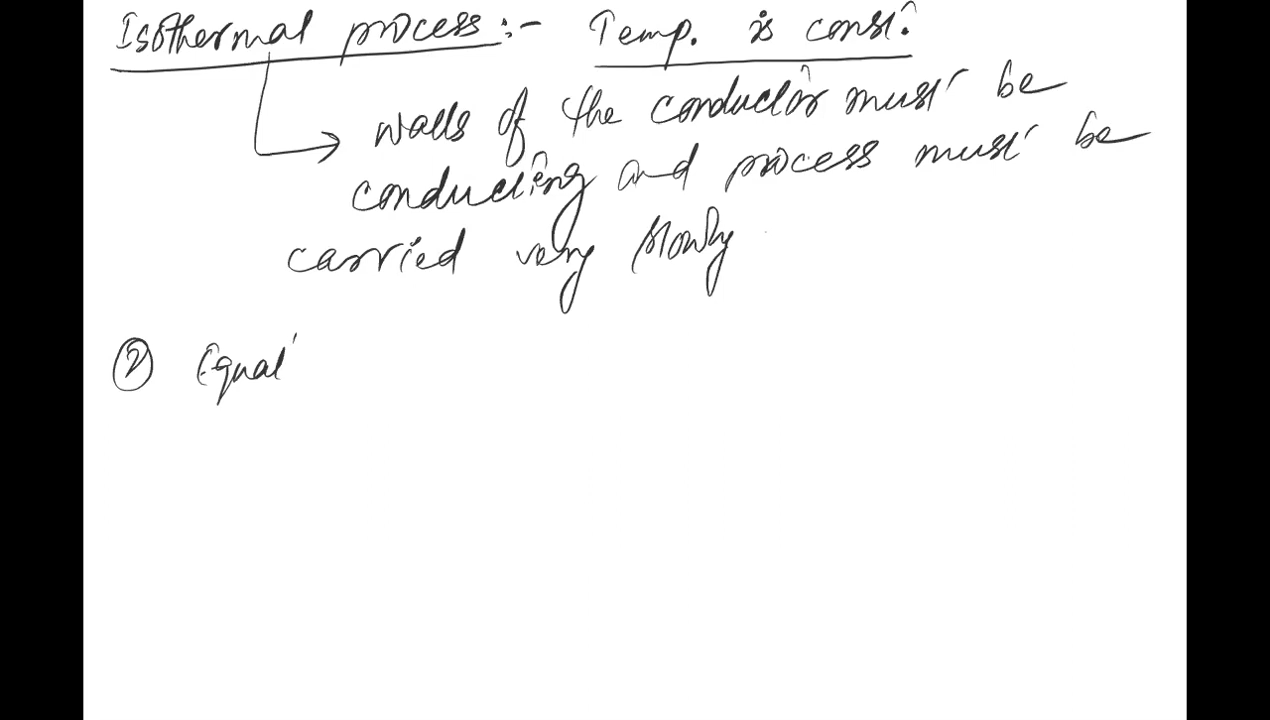 Isothermal process :- Temp. is const.
walls of the conductor must be
conducting and process must be
carried very slowly
② Equat